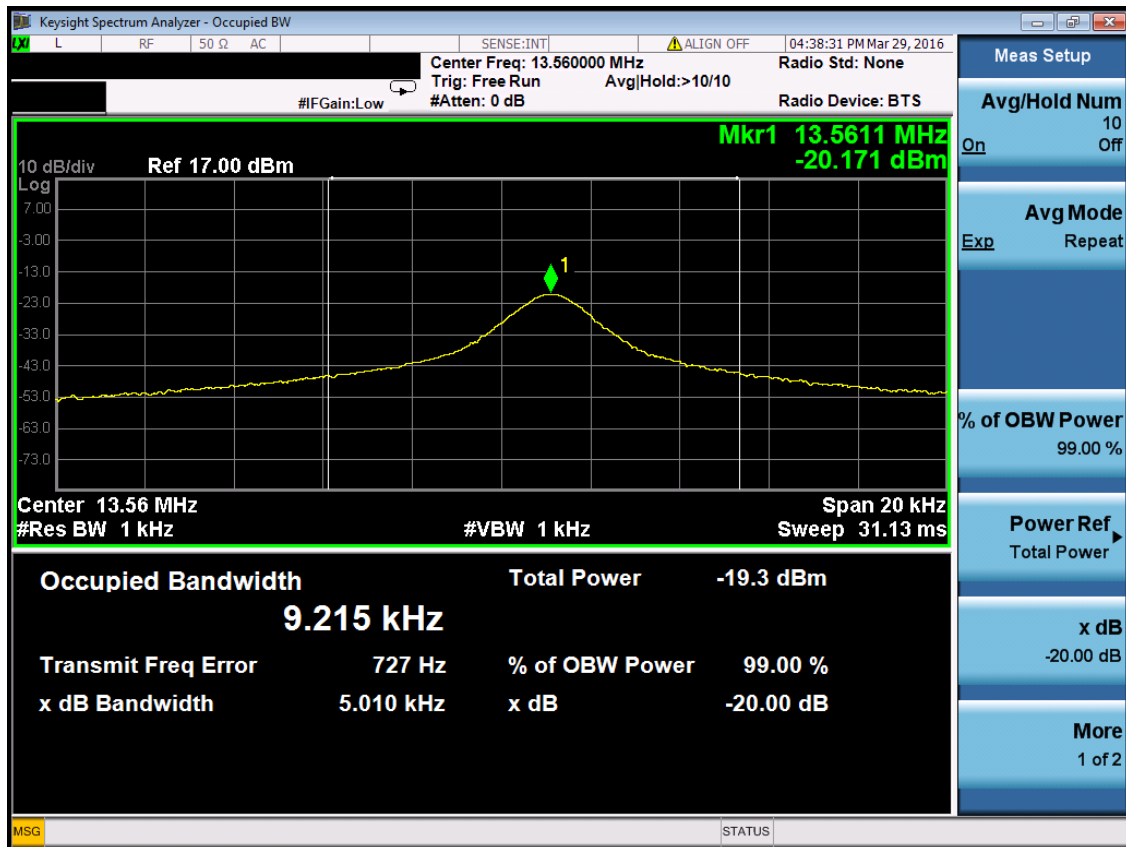 Keysight Spectrum Analyzer - Occupied BW
LXI L RF 50 Ω AC SENSE:INT ALIGN OFF 04:38:31 PM Mar 29, 2016
Center Freq: 13.560000 MHz Radio Std: None
Trig: Free Run Avg|Hold:>10/10
#IFGain:Low #Atten: 0 dB Radio Device: BTS
Mkr1 13.5611 MHz
-20.171 dBm
10 dB/div Ref 17.00 dBm
Log
7.00
-3.00
-13.0
1
-23.0
-33.0
-43.0
-53.0
-63.0
-73.0
Center 13.56 MHz Span 20 kHz
#Res BW 1 kHz #VBW 1 kHz Sweep 31.13 ms
Occupied Bandwidth Total Power -19.3 dBm
9.215 kHz
Transmit Freq Error 727 Hz % of OBW Power 99.00 %
x dB Bandwidth 5.010 kHz x dB -20.00 dB
MSG STATUS
Meas Setup
Avg/Hold Num
10
On Off
Avg Mode
Exp Repeat
% of OBW Power
99.00 %
Power Ref
Total Power
x dB
-20.00 dB
More
1 of 2